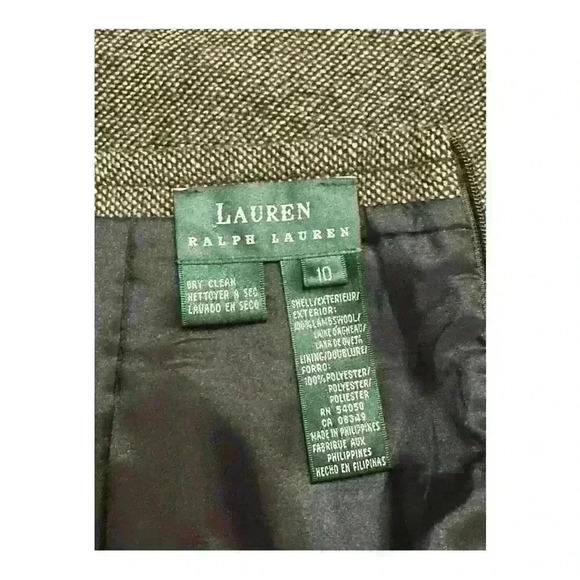 LAUREN
RALPH LAUREN
10
DRY CLEAN
NETTOYER A SEC
LAVADO EN SECO
SHELL/EXTERIEUR/
EXTERIOR:
100% LAMBSWOOL/
LAINE D'AGNEAU/
LANA DE OVEJA
LINING/DOUBLURE/
FORRO:
100% POLYESTER/
POLYESTER/
POLIESTER
RN 54050
CA 06349
MADE IN PHILIPPINES
FABRIQUE AUX
PHILIPPINES
HECHO EN FILIPINAS